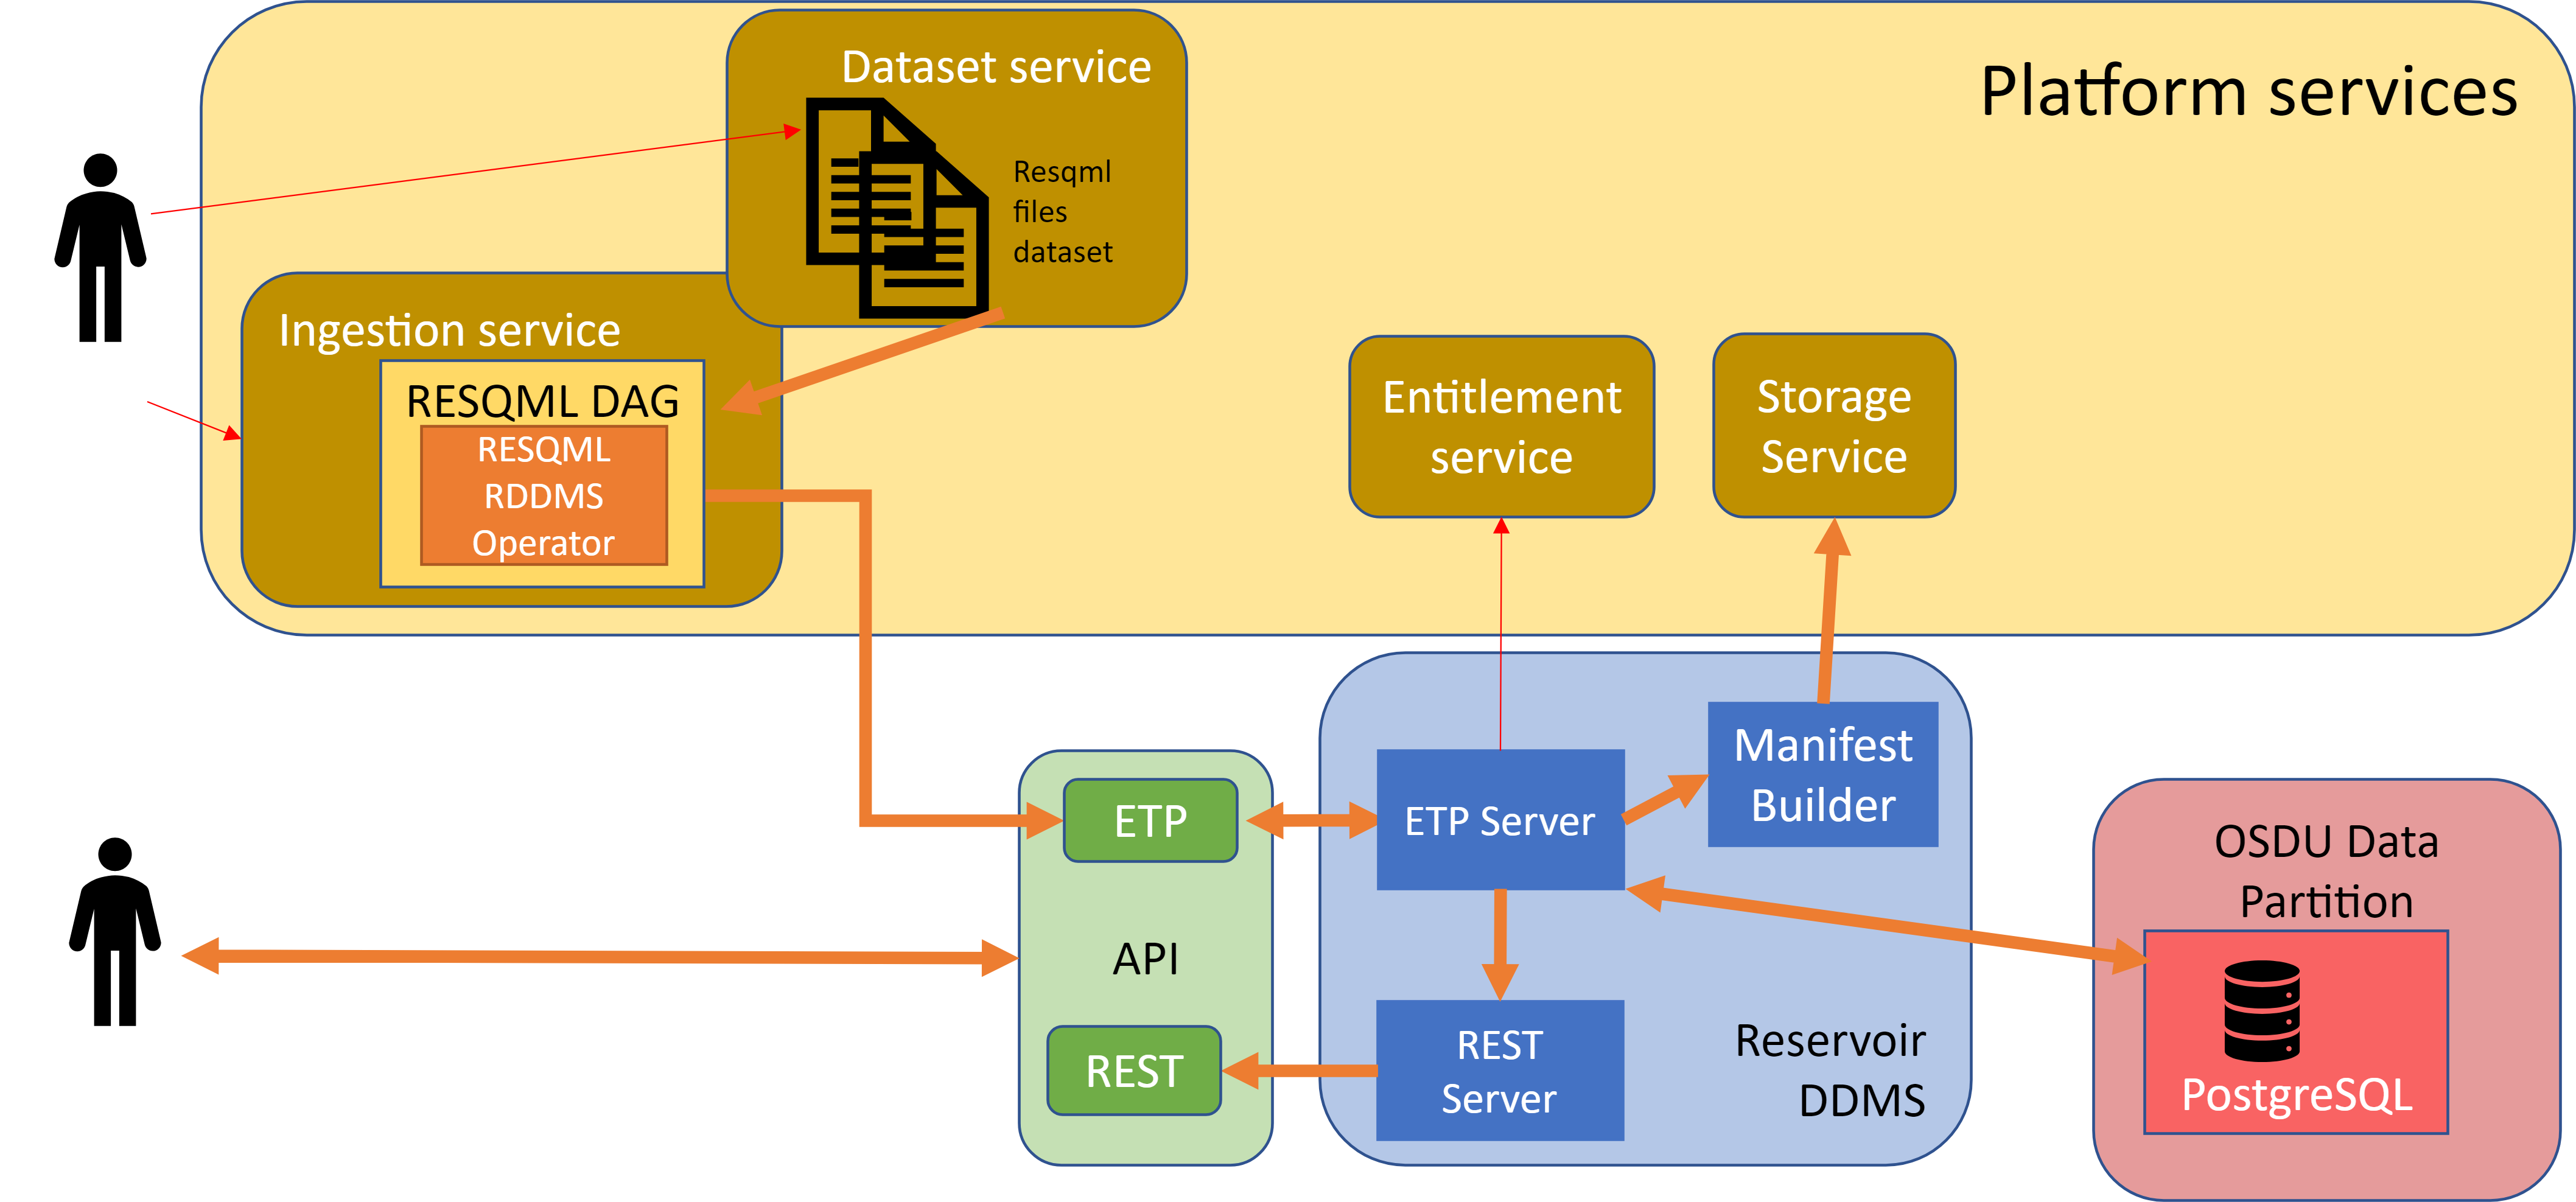 Dataset service
Platform services
Resqml
files
dataset
Ingestion service
RESQML DAG
RESQML
RDDMS
Operator
Entitlement
service
Storage
Service
ETP
API
REST
ETP Server
Manifest
Builder
REST
Server
Reservoir
DDMS
OSDU Data
Partition
PostgreSQL